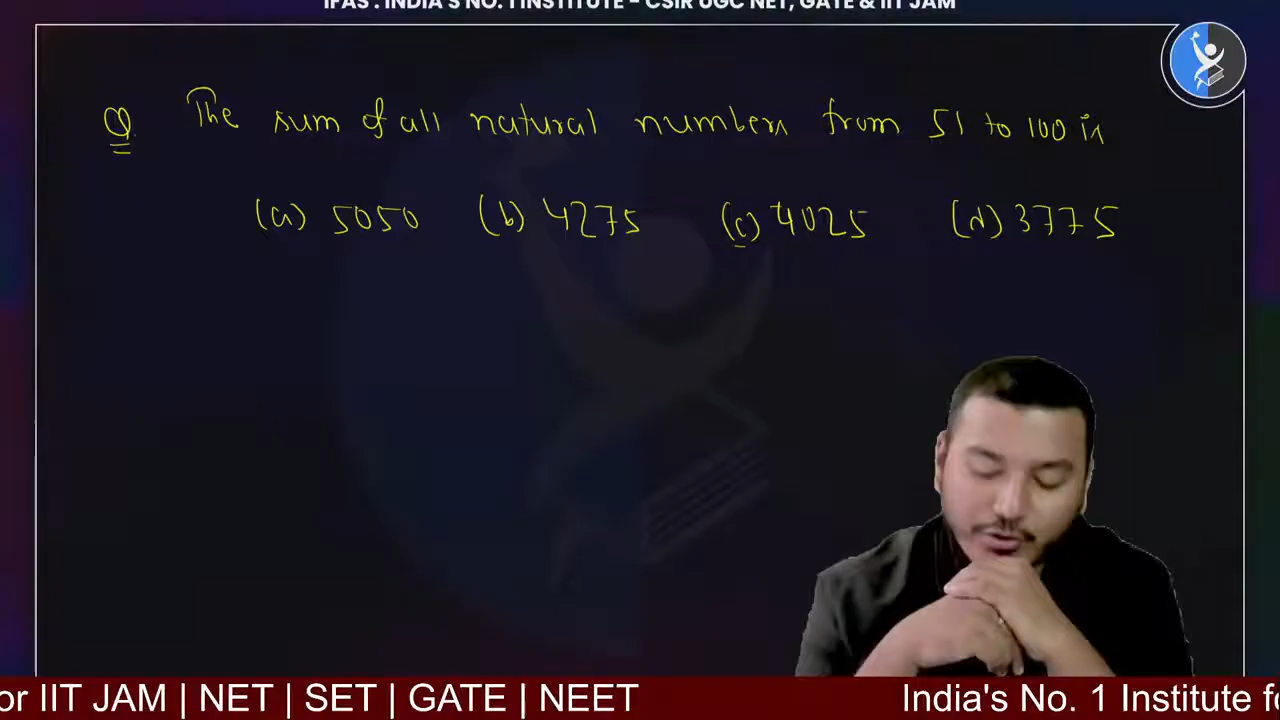 IFAS : INDIA'S NO. 1 INSTITUTE - CSIR UGC NET, GATE & IIT JAM
Q The sum of all natural numbers from 51 to 100 is
(a) 5050 (b) 4275 (c) 4025 (d) 3775
or IIT JAM | NET | SET | GATE | NEET India's No. 1 Institute fo